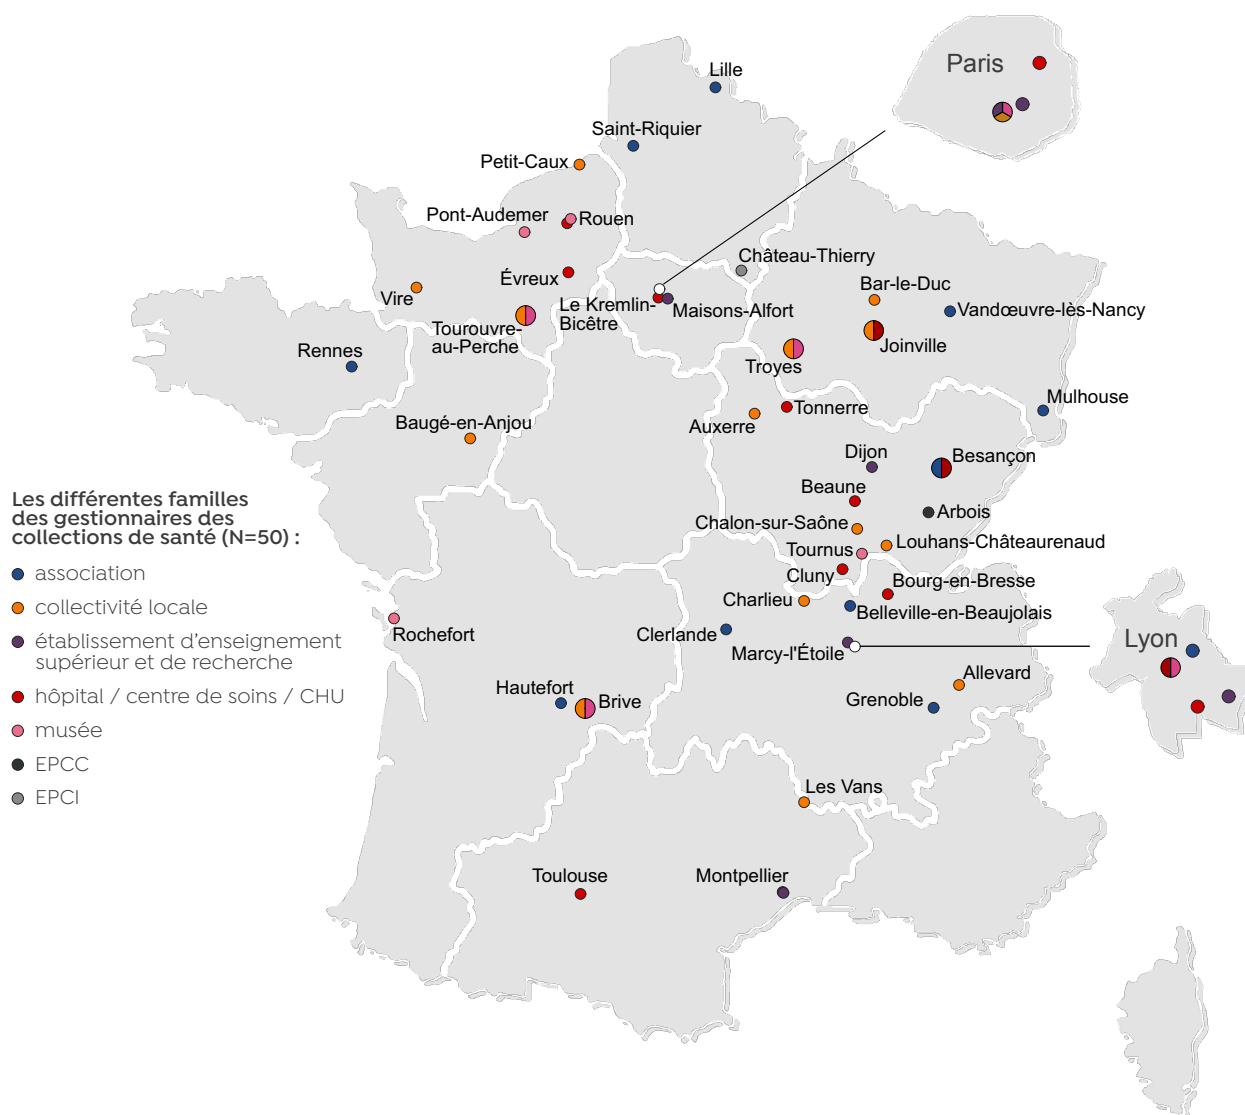 Paris
Lille
Saint-Riquier
Petit-Caux
Pont-Audemer
Rouen
Château-Thierry
Évreux
Bar-le-Duc
Vire
Le Kremlin-
Bicêtre
Maisons-Alfort
Vandœuvre-lès-Nancy
Tourouvre-
au-Perche
Joinville
Rennes
Troyes
Mulhouse
Tonnerre
Auxerre
Baugé-en-Anjou
Dijon
Besançon
Beaune
Arbois
Chalon-sur-Saône
Louhans-Châteaurenaud
Tournus
Cluny
Bourg-en-Bresse
Charlieu
Belleville-en-Beaujolais
Clerlande
Marcy-l'Étoile
Lyon
Rochefort
Allevard
Hautefort
Brive
Grenoble
Les Vans
Toulouse
Montpellier
Les différentes familles
des gestionnaires des
collections de santé (N=50) :
association
collectivité locale
établissement d'enseignement
supérieur et de recherche
hôpital / centre de soins / CHU
musée
EPCC
EPCI